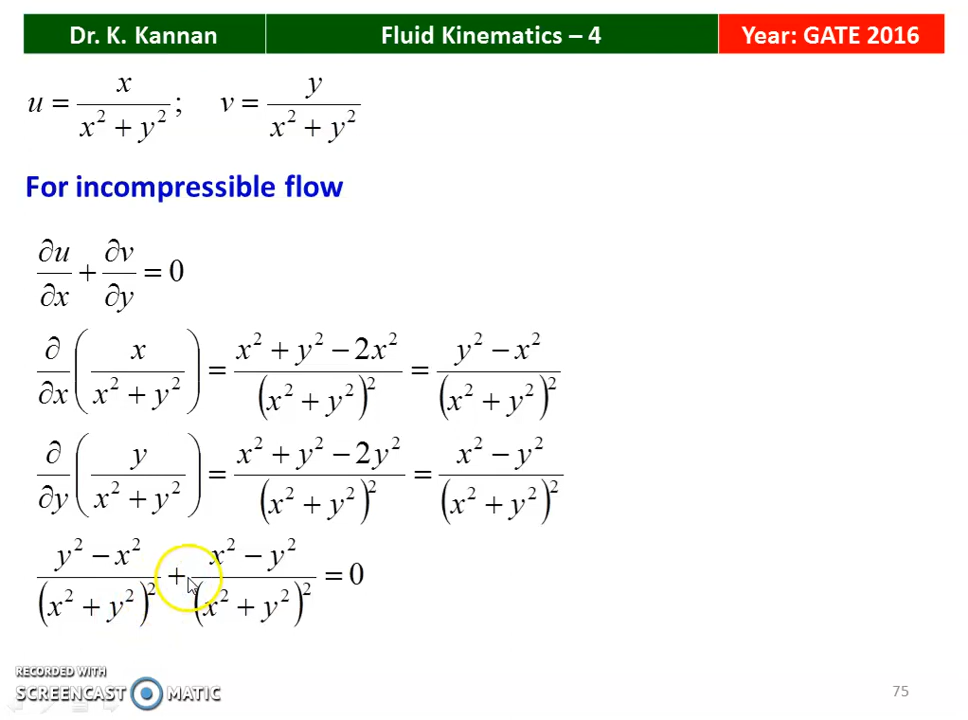 Dr. K. Kannan Fluid Kinematics – 4 Year: GATE 2016
u = x / (x² + y²) ; v = y / (x² + y²)
For incompressible flow
∂u/∂x + ∂v/∂y = 0
∂/∂x ( x / (x² + y²) ) = (x² + y² − 2x²) / (x² + y²)² = (y² − x²) / (x² + y²)²
∂/∂y ( y / (x² + y²) ) = (x² + y² − 2y²) / (x² + y²)² = (x² − y²) / (x² + y²)²
(y² − x²) / (x² + y²)² + (x² − y²) / (x² + y²)² = 0
RECORDED WITH
SCREENCAST MATIC
75